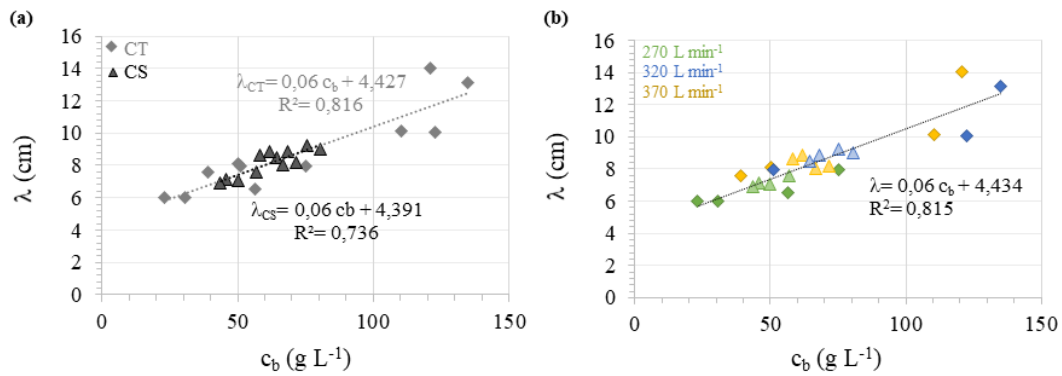 (a)
16
14
12
10
8
6
4
2
0
λ (cm)
CT
CS
λCT= 0,06 cb + 4,427
R²= 0,816
λCS= 0,06 cb + 4,391
R²= 0,736
0 50 100 150
cb (g L-1)
(b)
16
14
12
10
8
6
4
2
0
λ (cm)
270 L min-1
320 L min-1
370 L min-1
λ= 0,06 cb + 4,434
R²= 0,815
0 50 100 150
cb (g L-1)